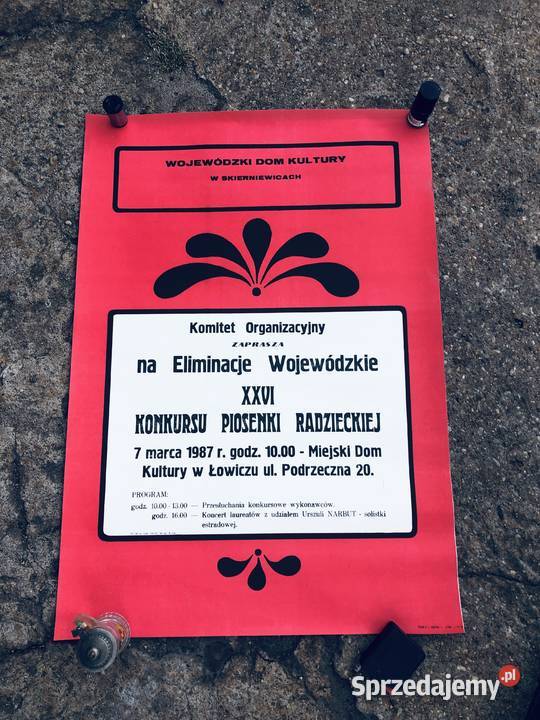 WOJEWÓDZKI DOM KULTURY
W SKIERNIEWICACH
Komitet Organizacyjny
ZAPRASZA
na Eliminacje Wojewódzkie
XXVI
KONKURSU PIOSENKI RADZIECKIEJ
7 marca 1987 r. godz. 10.00 - Miejski Dom
Kultury w Łowiczu ul. Podrzeczna 20.
PROGRAM:
godz. 10.00-13.00 — Przesłuchania konkursowe wykonawców.
godz. 16.00 — Koncert laureatów z udziałem Urszuli NARBUT - solistki
estradowej.
Sprzedajemy.pl